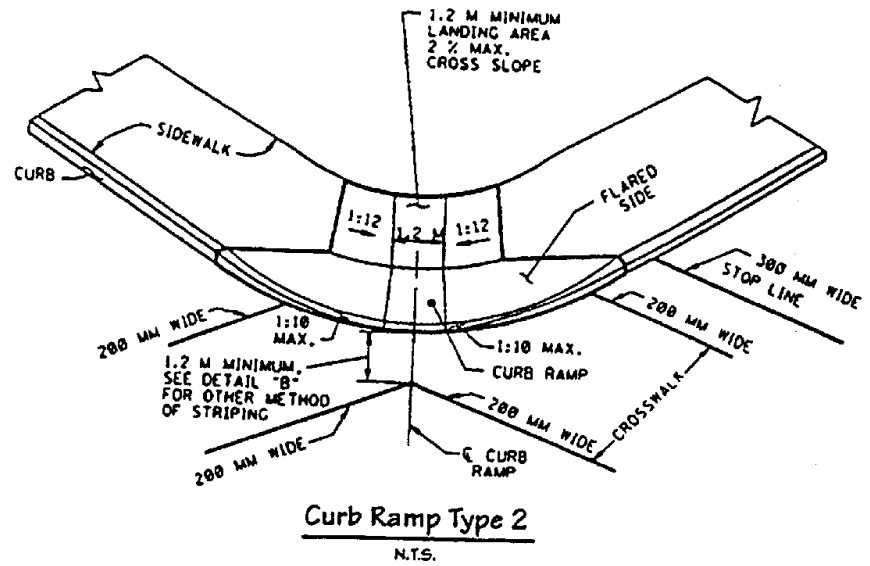 1.2 M MINIMUM
LANDING AREA
2 % MAX.
CROSS SLOPE
SIDEWALK
CURB
1:12
1.2 M
1:12
FLARED
SIDE
300 MM WIDE
STOP LINE
200 MM WIDE
200 MM WIDE
1:10
MAX.
1:10 MAX.
CURB RAMP
1.2 M MINIMUM.
SEE DETAIL "B"
FOR OTHER METHOD
OF STRIPING
200 MM WIDE
CROSSWALK
200 MM WIDE
℄ CURB
RAMP
Curb Ramp Type 2
N.T.S.